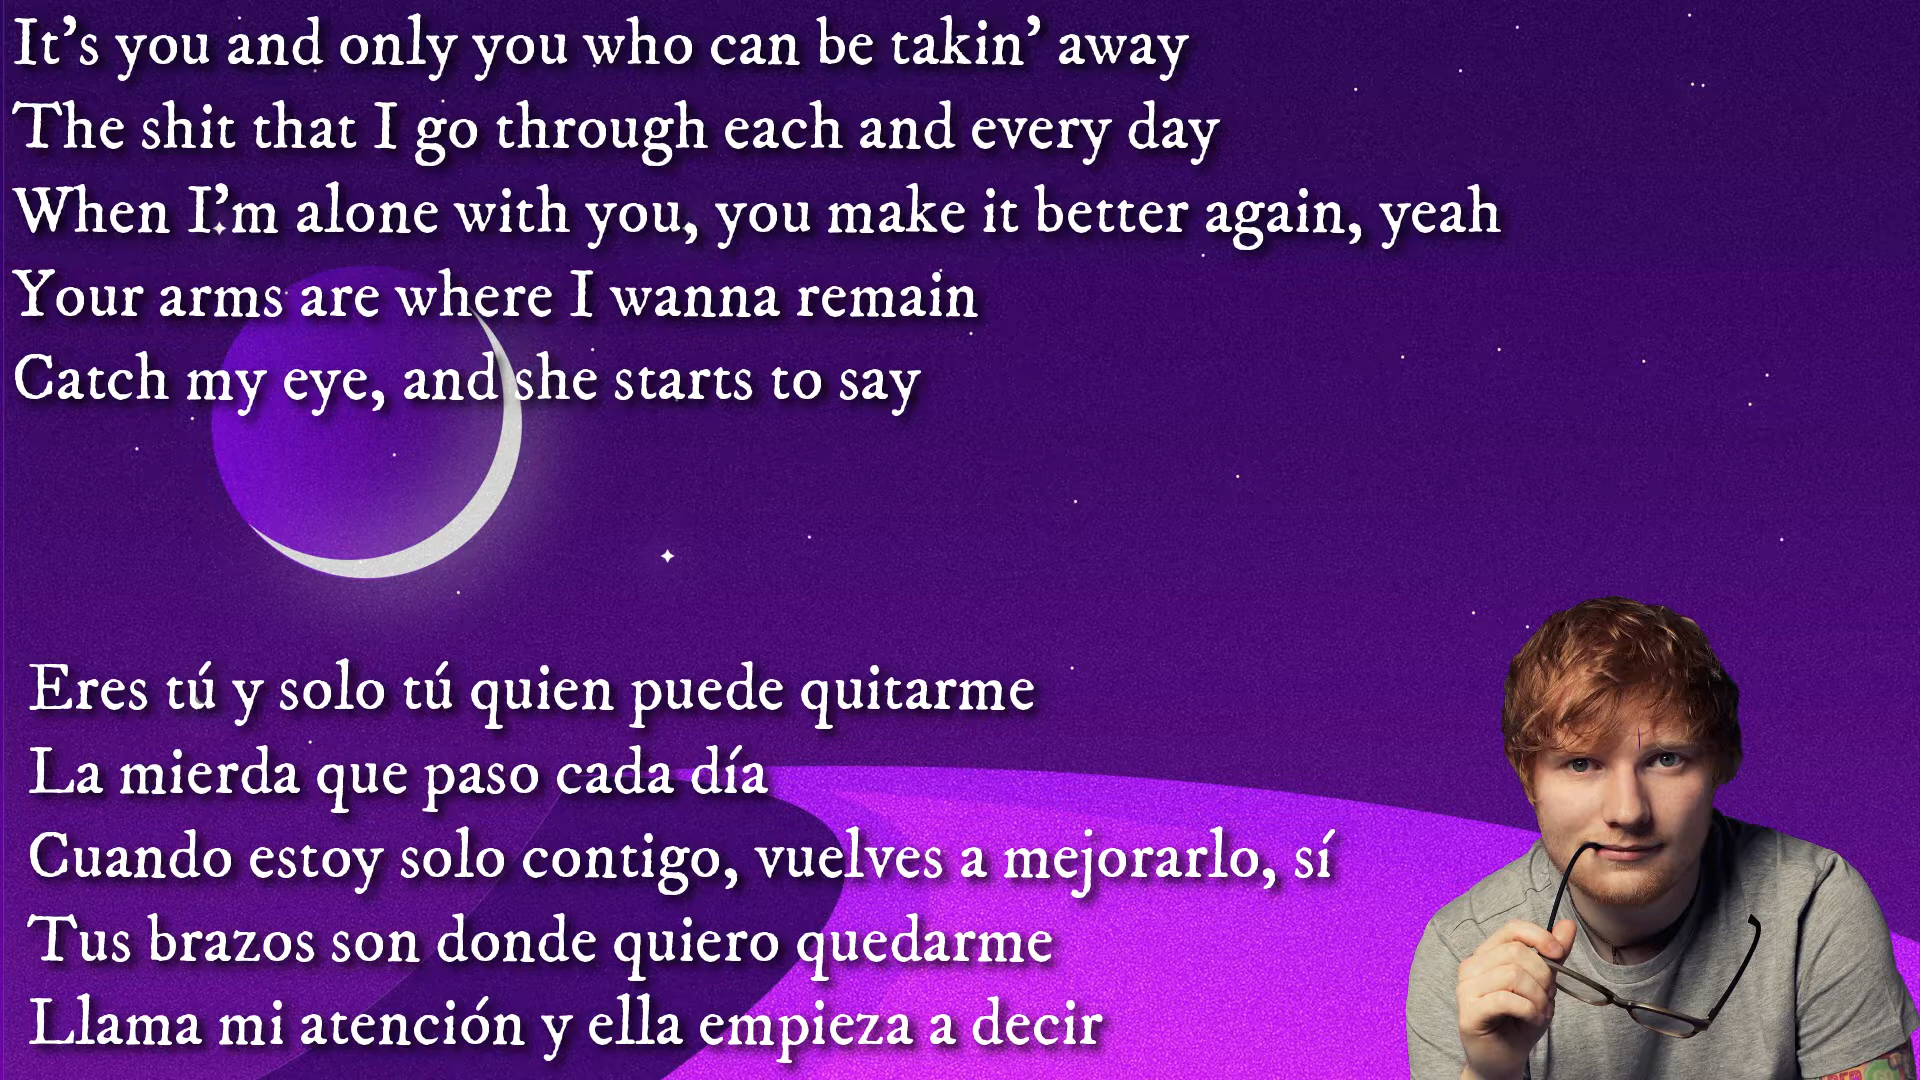 It's you and only you who can be takin' away
The shit that I go through each and every day
When I'm alone with you, you make it better again, yeah
Your arms are where I wanna remain
Catch my eye, and she starts to say
Eres tú y solo tú quien puede quitarme
La mierda que paso cada día
Cuando estoy solo contigo, vuelves a mejorarlo, sí
Tus brazos son donde quiero quedarme
Llama mi atención y ella empieza a decir